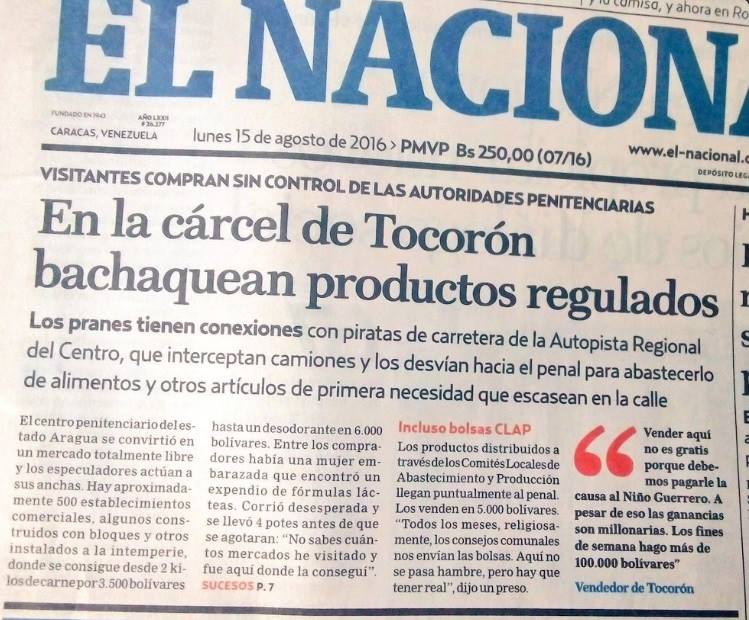 y la camisa, y ahora en Ro
EL NACIONA
FUNDADO EN 1943
AÑO LXXII
# 26.277
CARACAS, VENEZUELA
lunes 15 de agosto de 2016 > PMVP Bs 250,00 (07/16)
www.el-nacional.c
DEPÓSITO LEGA
VISITANTES COMPRAN SIN CONTROL DE LAS AUTORIDADES PENITENCIARIAS
En la cárcel de Tocorón
bachaquean productos regulados
Los pranes tienen conexiones con piratas de carretera de la Autopista Regional
del Centro, que interceptan camiones y los desvían hacia el penal para abastecerlo
de alimentos y otros artículos de primera necesidad que escasean en la calle
El centro penitenciario del es-
tado Aragua se convirtió en
un mercado totalmente libre
y los especuladores actúan a
sus anchas. Hay aproximada-
mente 500 establecimientos
comerciales, algunos cons-
truidos con bloques y otros
instalados a la intemperie,
donde se consigue desde 2 ki-
los de carne por 3.500 bolívares
hasta un desodorante en 6.000
bolívares. Entre los compra-
dores había una mujer em-
barazada que encontró un
expendio de fórmulas lác-
teas. Corrió desesperada y
se llevó 4 potes antes de que
se agotaran: “No sabes cuán-
tos mercados he visitado y
fue aquí donde la conseguí”.
SUCESOS P. 7
Incluso bolsas CLAP
Los productos distribuidos a
través de los Comités Locales de
Abastecimiento y Producción
llegan puntualmente al penal.
Los venden en 5.000 bolívares.
“Todos los meses, religiosa-
mente, los consejos comunales
nos envían las bolsas. Aquí no
se pasa hambre, pero hay que
tener real”, dijo un preso.
“
Vender aquí
no es gratis
porque debe-
mos pagarle la
causa al Niño Guerrero. A
pesar de eso las ganancias
son millonarias. Los fines
de semana hago más de
100.000 bolívares”
Vendedor de Tocorón